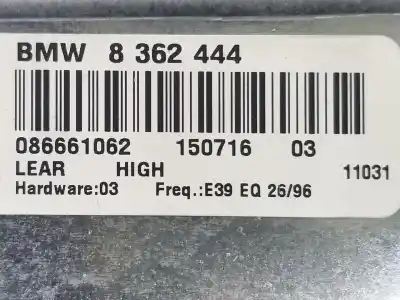 BMW 8 362 444
086661062 150716 03
LEAR HIGH 11031
Hardware:03 Freq.:E39 EQ 26/96